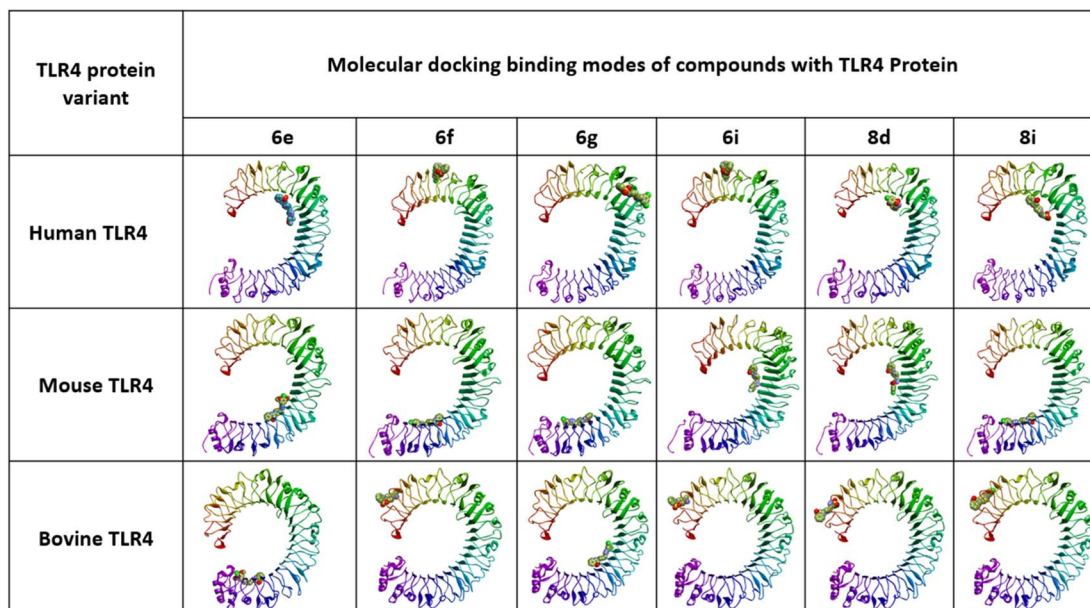 TLR4 protein
variant
Molecular docking binding modes of compounds with TLR4 Protein
6e
6f
6g
6i
8d
8i
Human TLR4
Mouse TLR4
Bovine TLR4